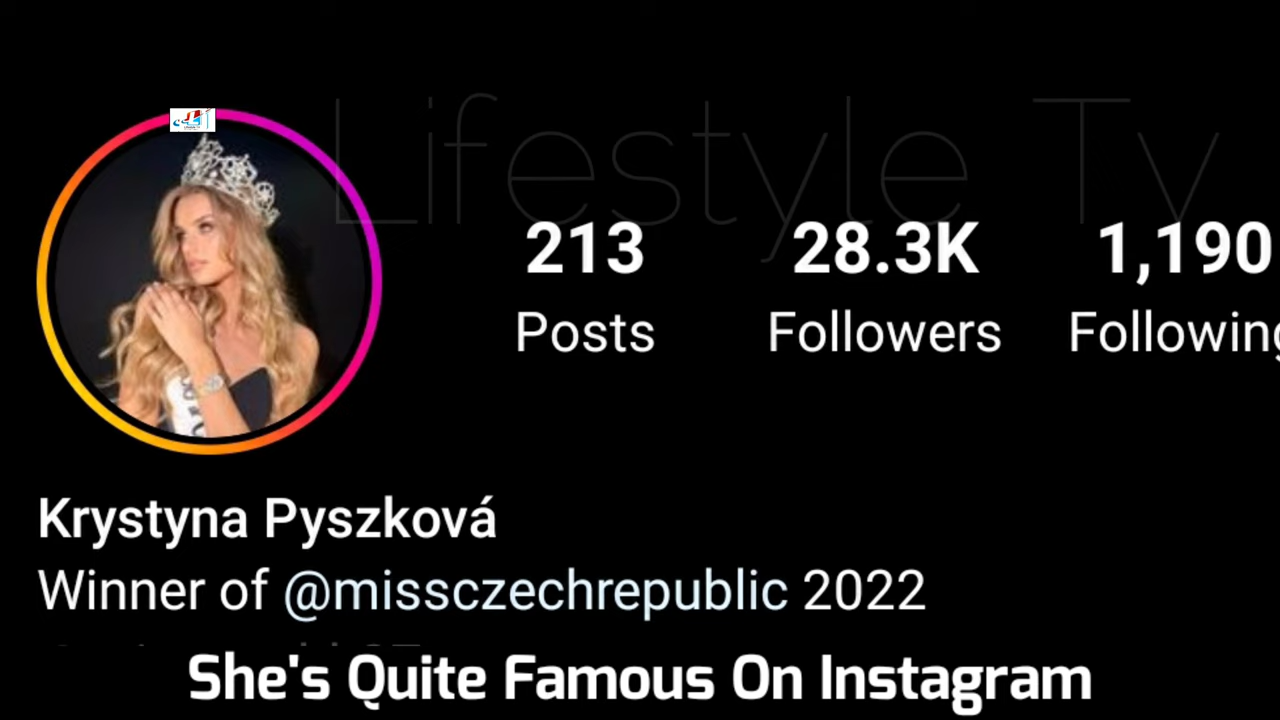 Lifestyle Tv
213 28.3K 1,190
Posts Followers Following
Krystyna Pyszková
Winner of @missczechrepublic 2022
She's Quite Famous On Instagram